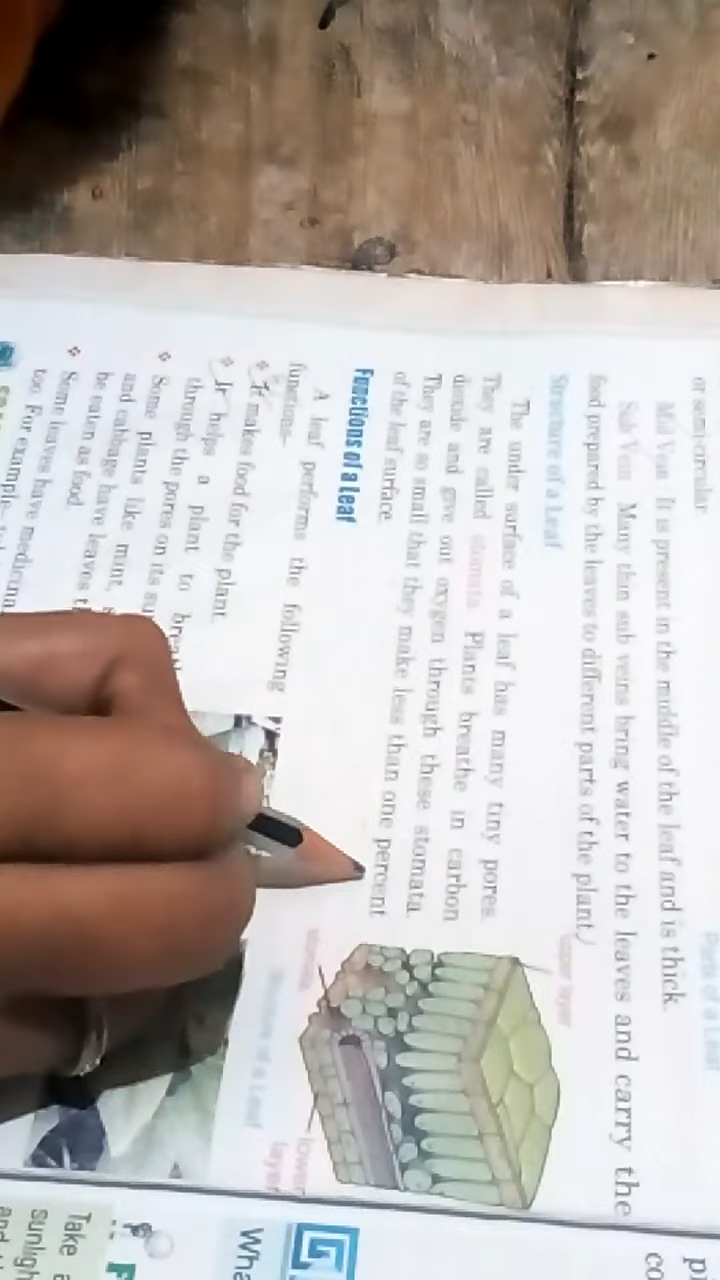 or semi circular.
Mid Vein It is present in the middle of the leaf and is thick.
Sub Vein Many thin sub veins bring water to the leaves and carry the
food prepared by the leaves to different parts of the plant.
Structure of a Leaf
The under surface of a leaf has many tiny pores.
They are called stomata. Plants breathe in carbon
dioxide and give out oxygen through these stomata.
They are so small that they make less than one percent
of the leaf surface.
upper layer
stomata
lower
layer
Structure of a Leaf
Functions of a Leaf
A leaf performs the following
functions-
It makes food for the plant.
It helps a plant to
through the pores on its
Some plants like mint,
and cabbage have leaves
be eaten as food.
Some leaves have
too. For example-
Parts of a Leaf
Take